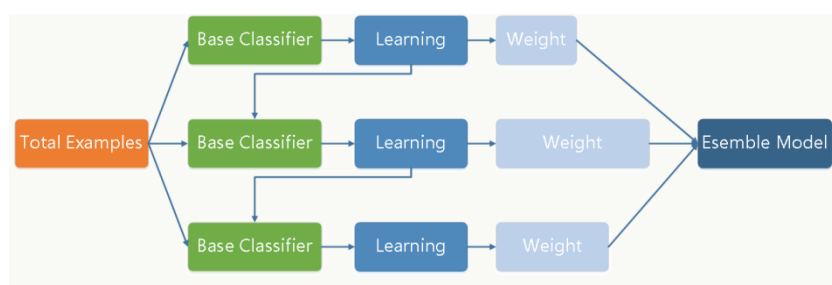 Base Classifier
Learning
Weight
Total Examples
Base Classifier
Learning
Weight
Esemble Model
Base Classifier
Learning
Weight